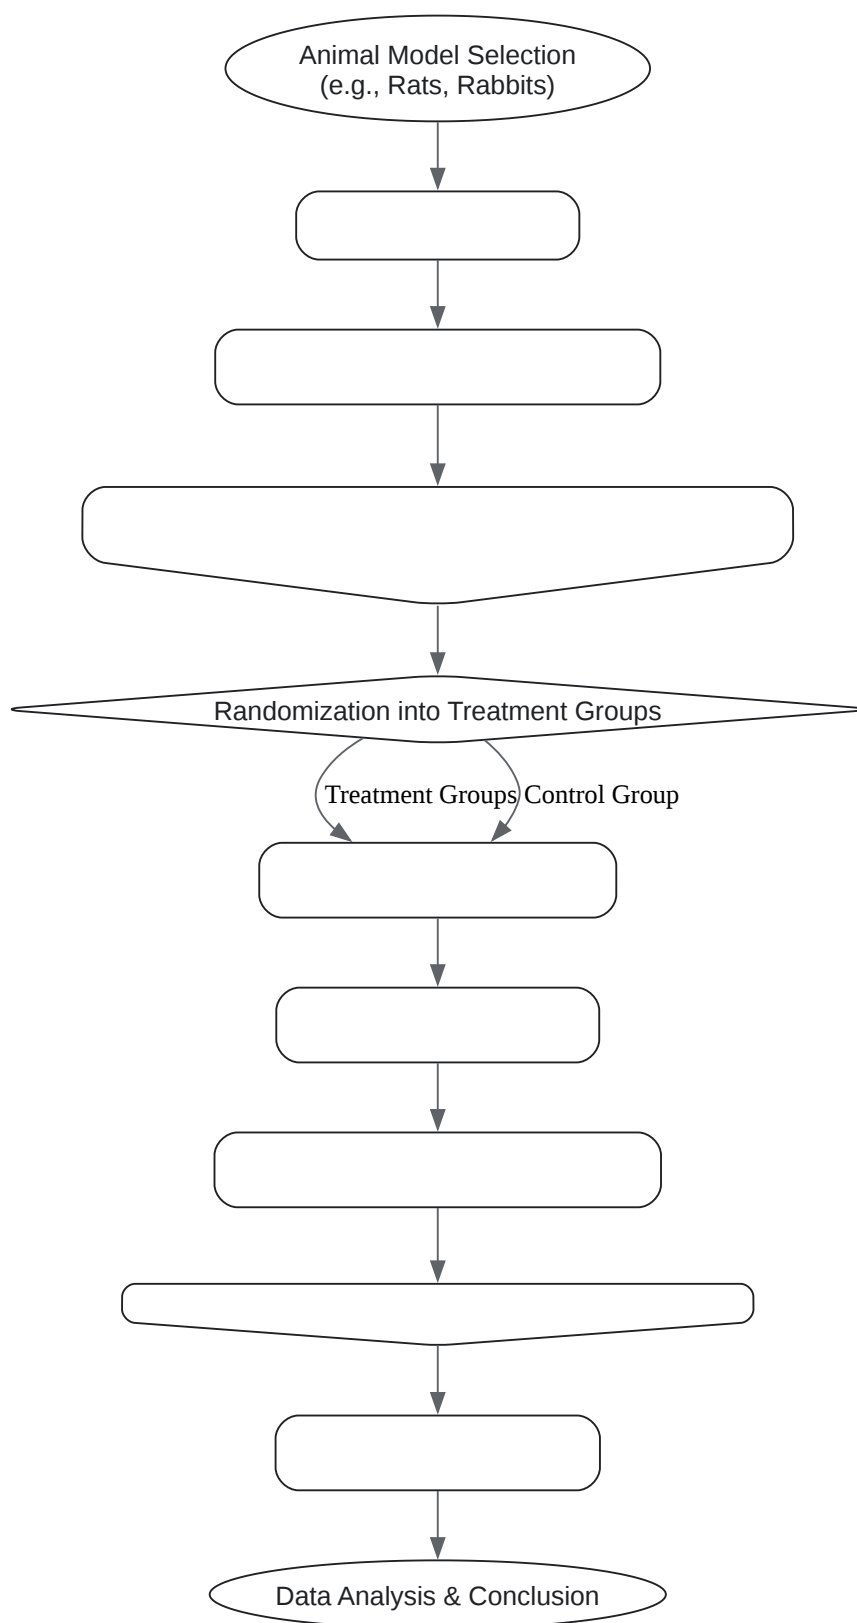 Animal Model Selection
(e.g., Rats, Rabbits)
Randomization into Treatment Groups
Treatment Groups
Control Group
Data Analysis & Conclusion